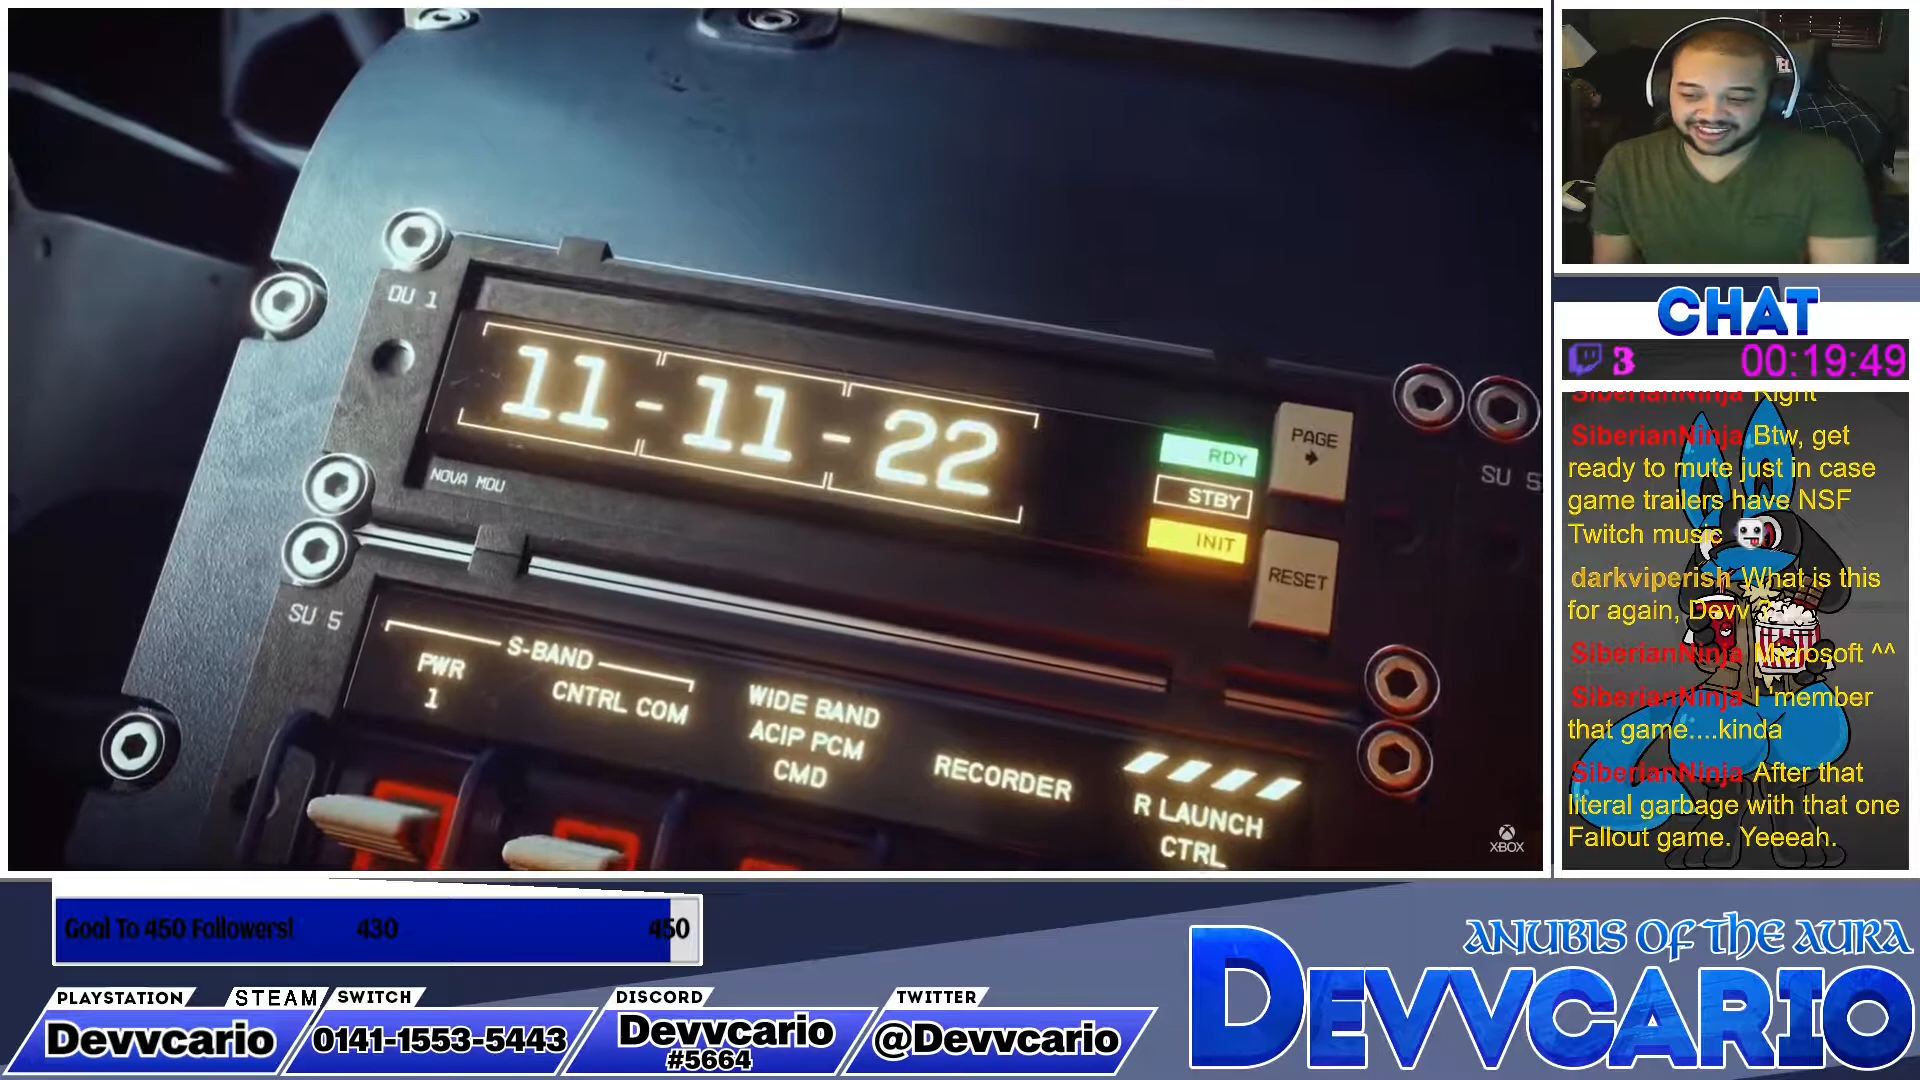 DU 1
11-11-22
RDY
STBY
INIT
PAGE
RESET
NOVA MDU
SU 5
SU 5
S-BAND
PWR
1
CNTRL COM
WIDE BAND
ACIP PCM
CMD
RECORDER
R LAUNCH
CTRL
XBOX
CHAT
3 00:19:49
SiberianNinja Right
SiberianNinja Btw, get
ready to mute just in case
game trailers have NSF
Twitch music
darkviperish What is this
for again, Devv?
SiberianNinja Microsoft ^^
SiberianNinja I 'member
that game....kinda
SiberianNinja After that
literal garbage with that one
Fallout game. Yeeeah.
Goal To 450 Followers! 430 450
PLAYSTATION STEAM
Devvcario
SWITCH
0141-1553-5443
DISCORD
Devvcario
#5664
TWITTER
@Devvcario
ANUBIS OF THE AURA
DEVVCARIO